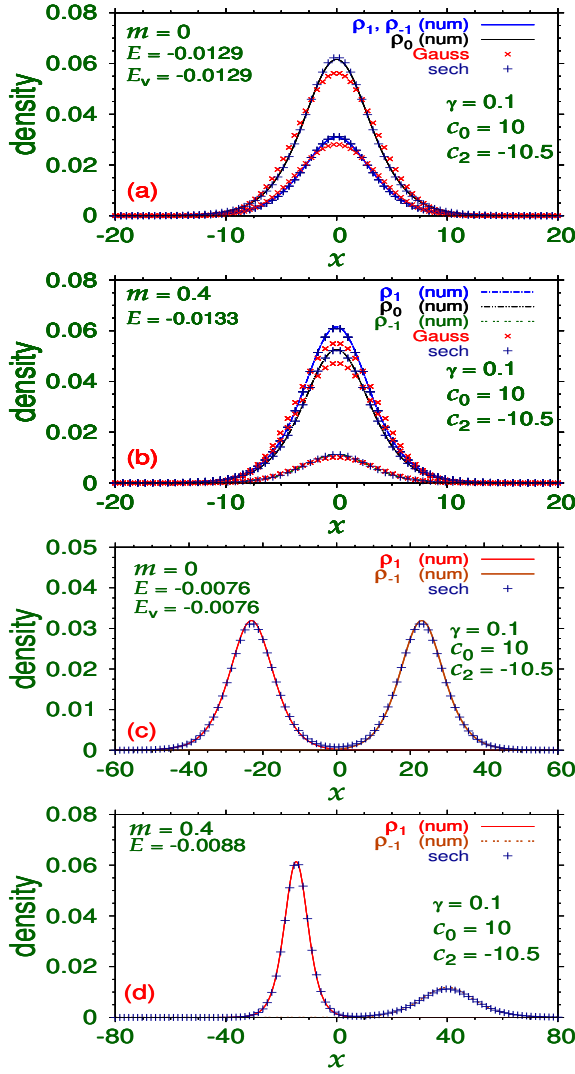 0.08
0.06
0.04
0.02
0
density
m = 0
E = -0.0129
Eᵥ = -0.0129
ρ₁, ρ₋₁ (num)
ρ₀ (num)
Gauss
sech
γ = 0.1
c₀ = 10
c₂ = -10.5
(a)
-20 -10 0 10 20
x
0.08
0.06
0.04
0.02
0
density
m = 0.4
E = -0.0133
ρ₁ (num)
ρ₀ (num)
ρ₋₁ (num)
Gauss
sech
γ = 0.1
c₀ = 10
c₂ = -10.5
(b)
-20 -10 0 10 20
x
0.05
0.04
0.03
0.02
0.01
0
density
m = 0
E = -0.0076
Eᵥ = -0.0076
ρ₁ (num)
ρ₋₁ (num)
sech
γ = 0.1
c₀ = 10
c₂ = -10.5
(c)
-60 -40 -20 0 20 40 60
x
0.08
0.06
0.04
0.02
0
density
m = 0.4
E = -0.0088
ρ₁ (num)
ρ₋₁ (num)
sech
γ = 0.1
c₀ = 10
c₂ = -10.5
(d)
-80 -40 0 40 80
x